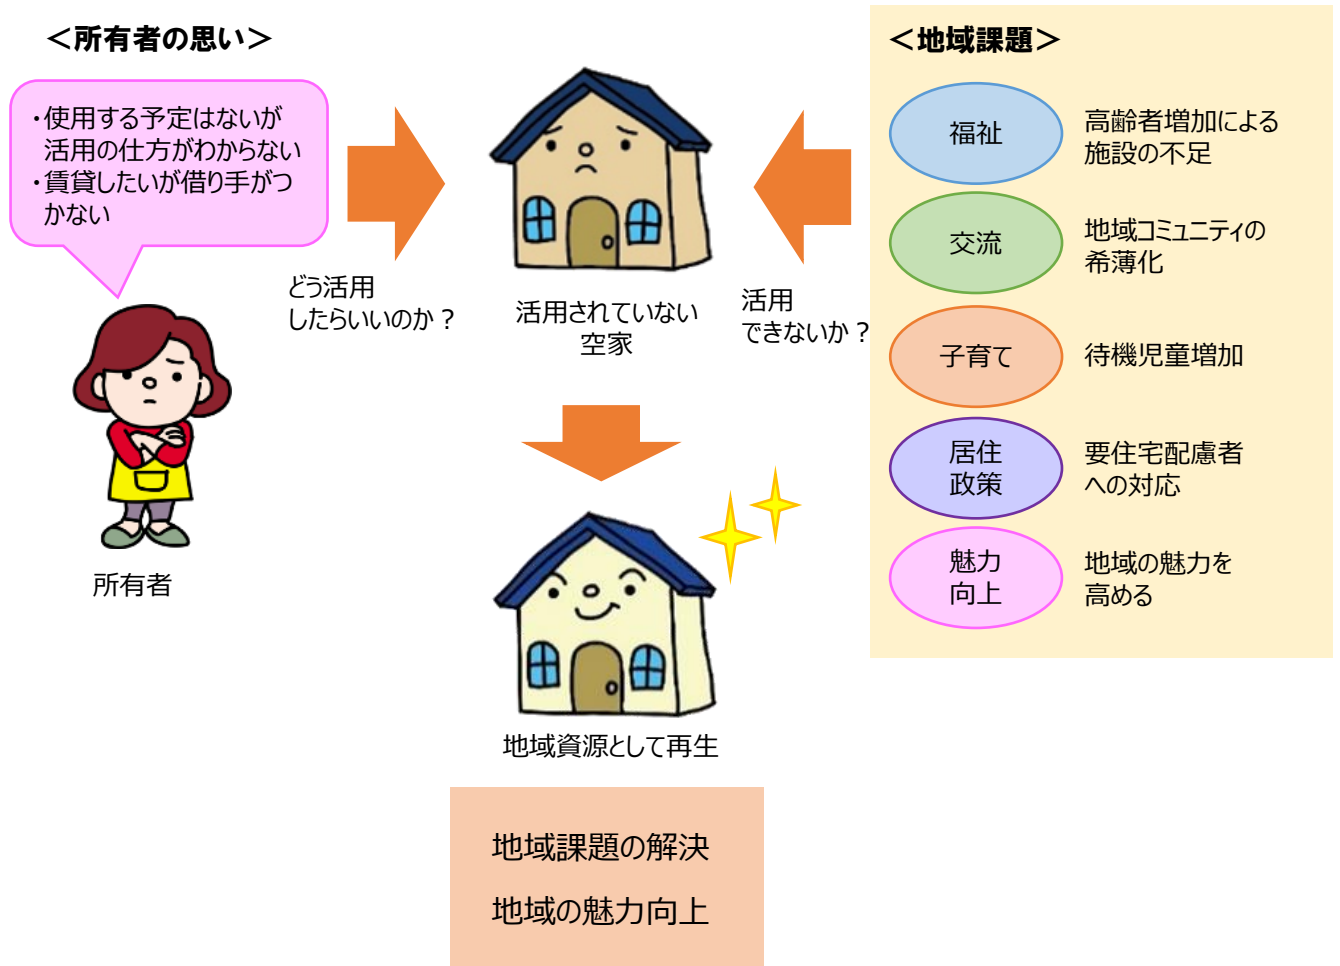 ＜所有者の思い＞
・使用する予定はないが
活用の仕方がわからない
・賃貸したいが借り手がつ
かない
所有者
どう活用
したらいいのか？
活用されていない
空家
活用
できないか？
＜地域課題＞
福祉
高齢者増加による
施設の不足
交流
地域コミュニティの
希薄化
子育て
待機児童増加
居住
政策
要住宅配慮者
への対応
魅力
向上
地域の魅力を
高める
地域資源として再生
地域課題の解決
地域の魅力向上